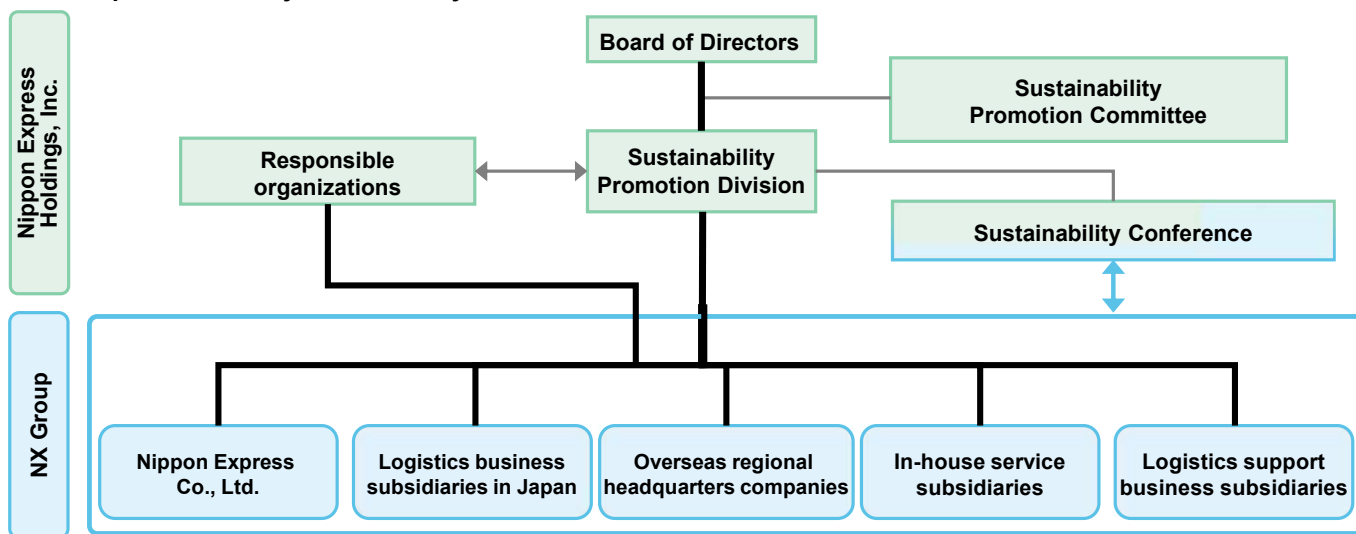 Board of Directors
Sustainability
Promotion Committee
Responsible
organizations
Sustainability
Promotion Division
Sustainability Conference
Nippon Express
Holdings, Inc.
NX Group
Nippon Express
Co., Ltd.
Logistics business
subsidiaries in Japan
Overseas regional
headquarters companies
In-house service
subsidiaries
Logistics support
business subsidiaries